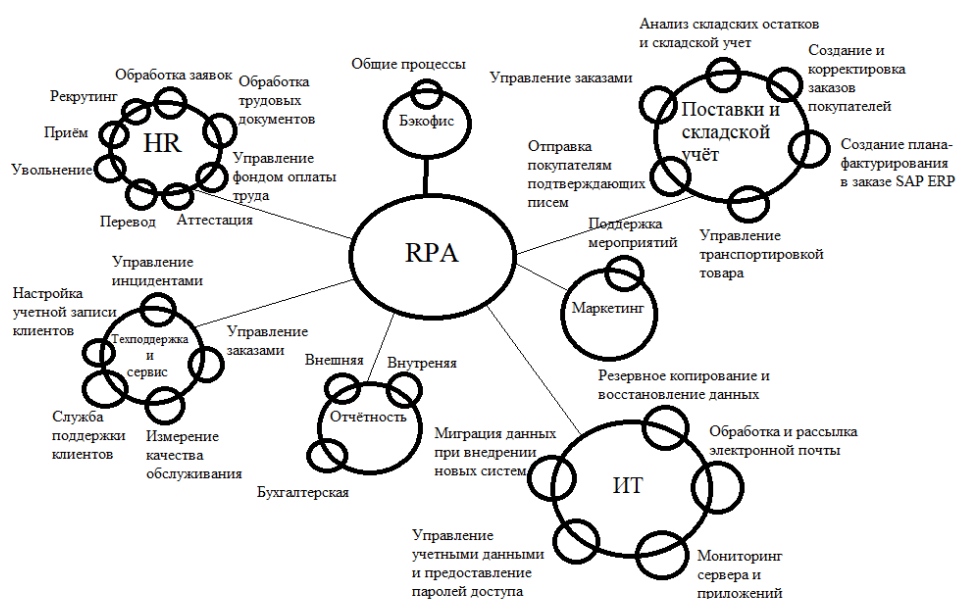 Общие процессы
Бэкофис
Обработка заявок
Рекрутинг
Обработка
трудовых
документов
Приём
HR
Увольнение
Управление
фондом оплаты
труда
Перевод
Аттестация
Анализ складских остатков
и складской учет
Управление заказами
Создание и
корректировка
заказов
покупателей
Поставки и
складской
учёт
Отправка
покупателям
подтверждающих
писем
Создание плана-
фактурирования
в заказе SAP ERP
Управление
транспортировкой
товара
RPA
Поддержка
мероприятий
Маркетинг
Управление
инцидентами
Настройка
учетной записи
клиентов
Техподдержка
и
сервис
Управление
заказами
Служба
поддержки
клиентов
Измерение
качества
обслуживания
Внешняя
Внутреняя
Отчётность
Бухгалтерская
Резервное копирование и
восстановление данных
Миграция данных
при внедрении
новых систем
Обработка и рассылка
электронной почты
ИТ
Управление
учетными данными
и предоставление
паролей доступа
Мониторинг
сервера и
приложений